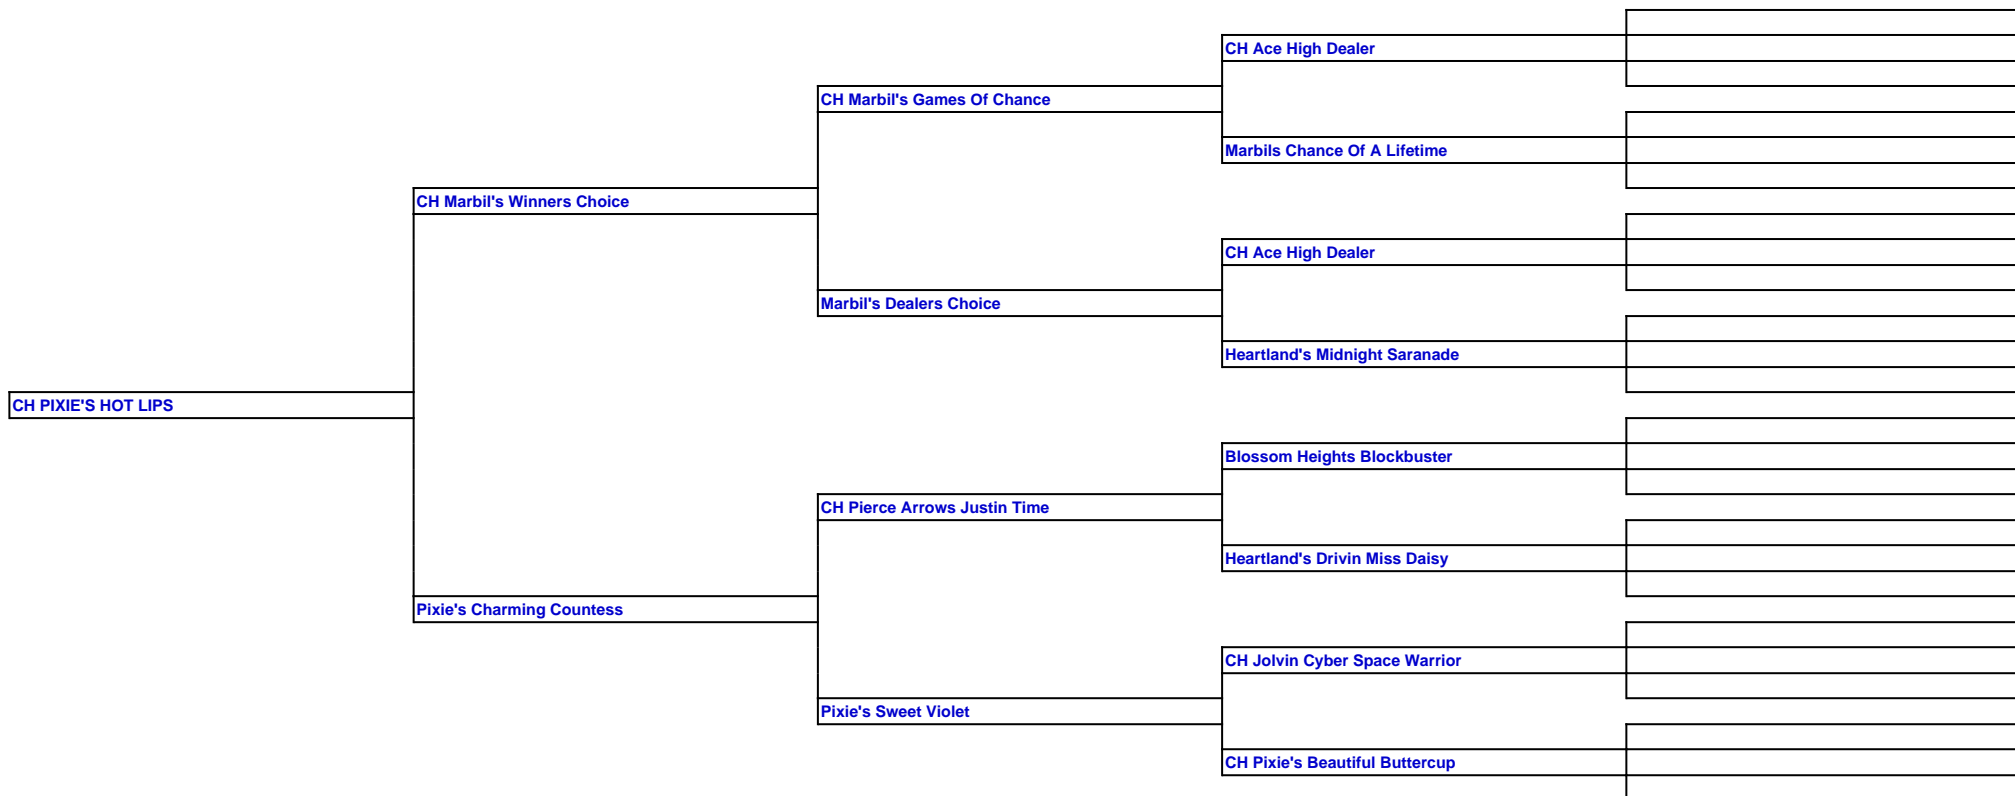 CH Ace High Dealer
CH Marbil's Games Of Chance
Marbils Chance Of A Lifetime
CH Marbil's Winners Choice
CH Ace High Dealer
Marbil's Dealers Choice
Heartland's Midnight Saranade
CH PIXIE'S HOT LIPS
Blossom Heights Blockbuster
CH Pierce Arrows Justin Time
Heartland's Drivin Miss Daisy
Pixie's Charming Countess
CH Jolvin Cyber Space Warrior
Pixie's Sweet Violet
CH Pixie's Beautiful Buttercup